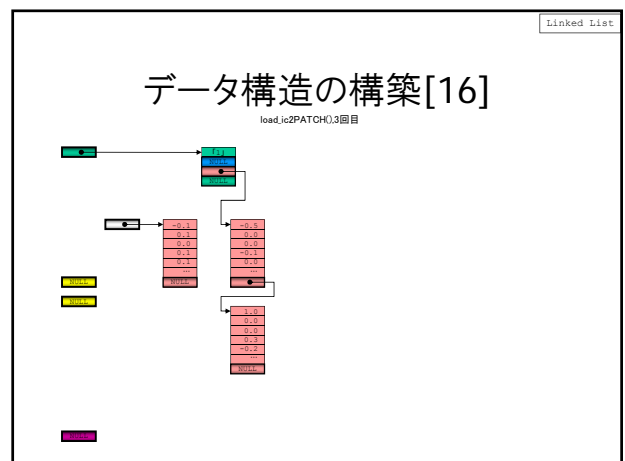 Linked List
データ構造の構築[16]
load_ic2PATCH(),3回目
「1」
NULL
NULL
-0.1
0.1
0.0
0.1
0.1
…
NULL
-0.5
0.0
0.0
-0.1
0.0
…
NULL
NULL
1.0
0.0
0.0
0.3
-0.2
…
NULL
NULL